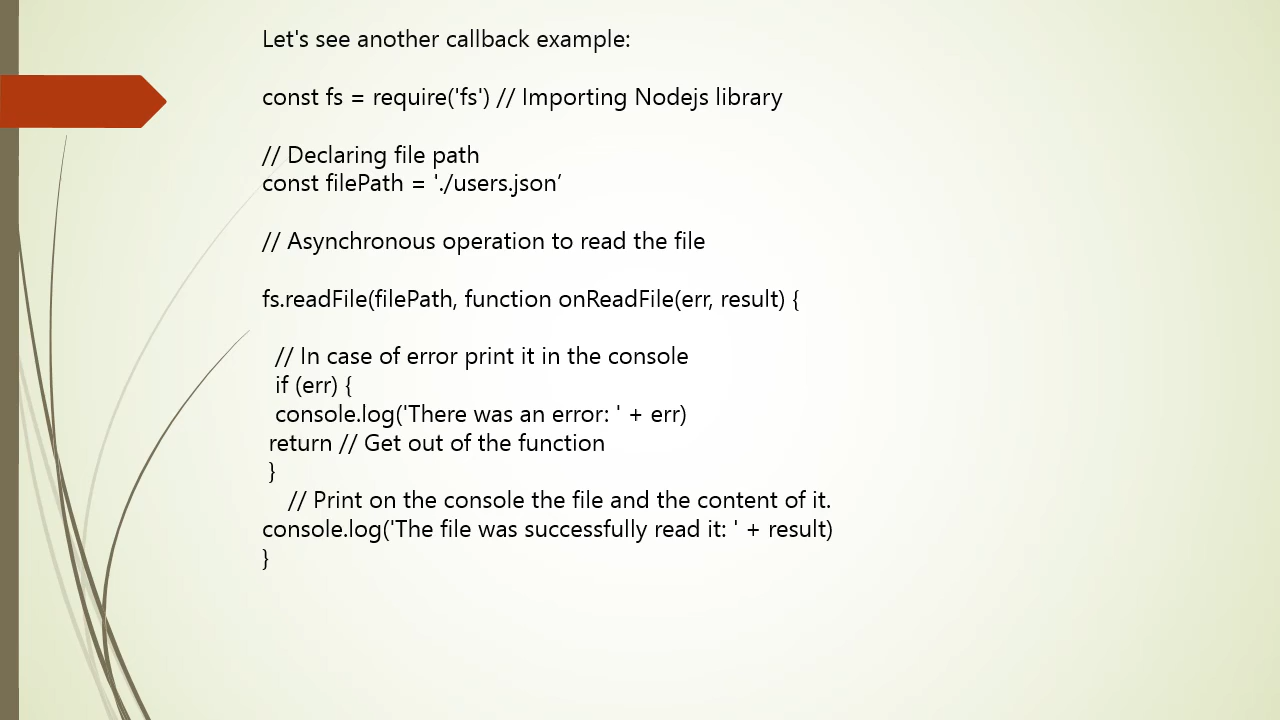 Let's see another callback example:
const fs = require('fs') // Importing Nodejs library
// Declaring file path
const filePath = './users.json’
// Asynchronous operation to read the file
fs.readFile(filePath, function onReadFile(err, result) {
// In case of error print it in the console
if (err) {
console.log('There was an error: ' + err)
return // Get out of the function
}
// Print on the console the file and the content of it.
console.log('The file was successfully read it: ' + result)
}